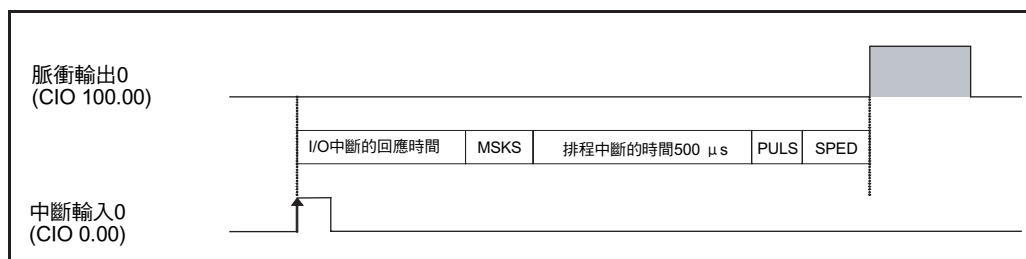 脈衝輸出0
(CIO 100.00)
I/O中斷的回應時間 MSKS 排程中斷的時間500 μs PULS SPED
中斷輸入0
(CIO 0.00)